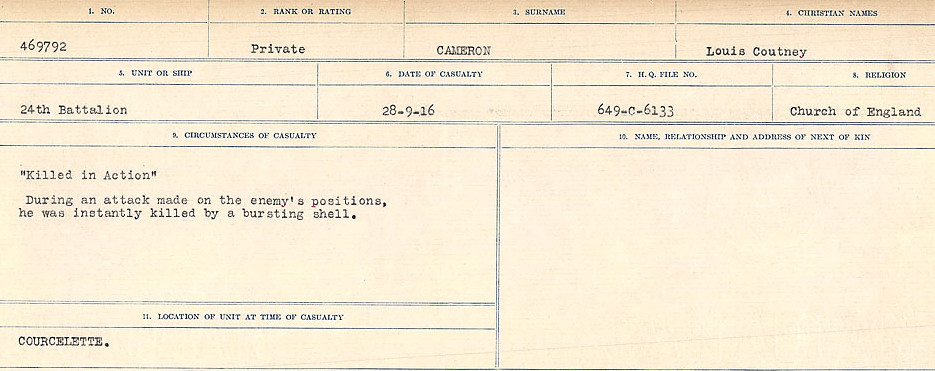 1. NO. 2. RANK OR RATING 3. SURNAME 4. CHRISTIAN NAMES
469792 Private CAMERON Louis Coutney
5. UNIT OR SHIP 6. DATE OF CASUALTY 7. H. Q. FILE NO. 8. RELIGION
24th Battalion 28-9-16 649-C-6133 Church of England
9. CIRCUMSTANCES OF CASUALTY 10. NAME, RELATIONSHIP AND ADDRESS OF NEXT OF KIN
"Killed in Action"
During an attack made on the enemy's positions,
he was instantly killed by a bursting shell.
11. LOCATION OF UNIT AT TIME OF CASUALTY
COURCELETTE.